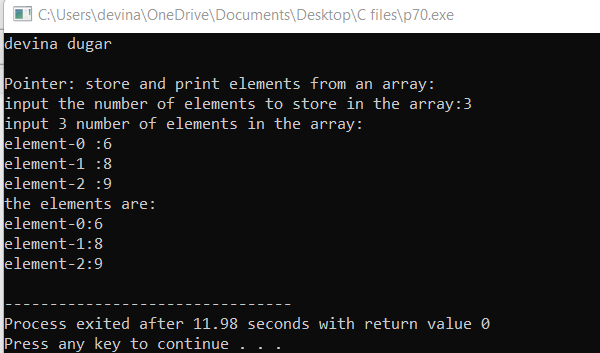 C:\Users\devina\OneDrive\Documents\Desktop\C files\p70.exe
devina dugar
Pointer: store and print elements from an array:
input the number of elements to store in the array:3
input 3 number of elements in the array:
element-0 :6
element-1 :8
element-2 :9
the elements are:
element-0:6
element-1:8
element-2:9
--------------------------------
Process exited after 11.98 seconds with return value 0
Press any key to continue . . .